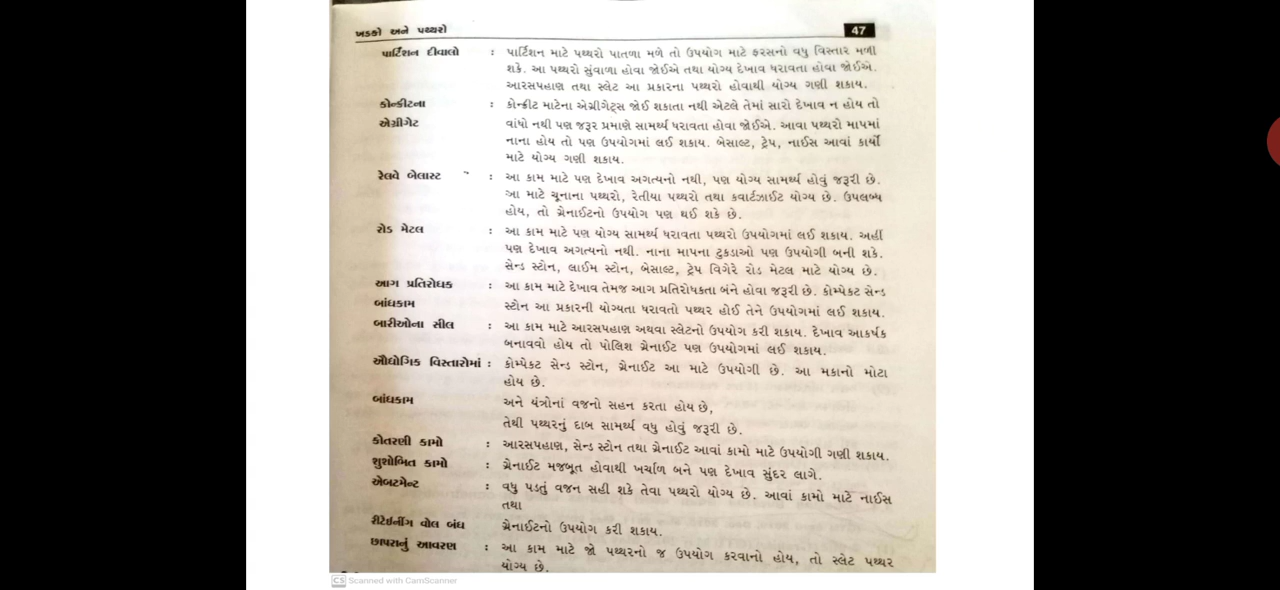 ખડકો અને પથ્થરો 47
પાર્ટિશન દીવાલો : પાર્ટિશન માટે પથ્થરો પાતળા મળે તો ઉપયોગ માટે ફરસનો વધુ વિસ્તાર મળી
શકે. આ પથ્થરો સુંવાળા હોવા જોઈએ તથા યોગ્ય દેખાવ ધરાવતા હોવા જોઈએ.
આરસપહાણ તથા સ્લેટ આ પ્રકારના પથ્થરો હોવાથી યોગ્ય ગણી શકાય.
કોન્ક્રીટના : કોન્ક્રીટ માટેના એગ્રીગેટ્સ જોઈ શકાતા નથી એટલે તેમાં સારો દેખાવ ન હોય તો
એગ્રીગેટ વાંધો નથી પણ જરૂર પ્રમાણે સામર્થ્ય ધરાવતા હોવા જોઈએ. આવા પથ્થરો માપમાં
નાના હોય તો પણ ઉપયોગમાં લઈ શકાય. બેસાલ્ટ, ટ્રેપ, નાઈસ આવાં કાર્યો
માટે યોગ્ય ગણી શકાય.
રેલવે બેલાસ્ટ : આ કામ માટે પણ દેખાવ અગત્યનો નથી, પણ યોગ્ય સામર્થ્ય હોવું જરૂરી છે.
આ માટે ચૂનાના પથ્થરો, રેતીયા પથ્થરો તથા ક્વાર્ટઝાઈટ યોગ્ય છે. ઉપલબ્ધ
હોય, તો ગ્રેનાઈટનો ઉપયોગ પણ થઈ શકે છે.
રોડ મેટલ : આ કામ માટે પણ યોગ્ય સામર્થ્ય ધરાવતા પથ્થરો ઉપયોગમાં લઈ શકાય. અહીં
પણ દેખાવ અગત્યનો નથી. નાના માપના ટુકડાઓ પણ ઉપયોગી બની શકે.
સેન્ડ સ્ટોન, લાઈમ સ્ટોન, બેસાલ્ટ, ટ્રેપ વિગેરે રોડ મેટલ માટે યોગ્ય છે.
આગ પ્રતિરોધક : આ કામ માટે દેખાવ તેમજ આગ પ્રતિરોધકતા બંને હોવા જરૂરી છે. કોમ્પેકટ સેન્ડ
બાંધકામ સ્ટોન આ પ્રકારની યોગ્યતા ધરાવતો પથ્થર હોઈ તેને ઉપયોગમાં લઈ શકાય.
બારીઓના સીલ : આ કામ માટે આરસપહાણ અથવા સ્લેટનો ઉપયોગ કરી શકાય. દેખાવ આકર્ષક
બનાવવો હોય તો પોલિશ ગ્રેનાઈટ પણ ઉપયોગમાં લઈ શકાય.
ઔદ્યોગિક વિસ્તારોમાં : કોમ્પેકટ સેન્ડ સ્ટોન, ગ્રેનાઈટ આ માટે ઉપયોગી છે. આ મકાનો મોટા
હોય છે.
બાંધકામ અને યંત્રોનાં વજનો સહન કરતા હોય છે,
તેથી પથ્થરનું દાબ સામર્થ્ય વધુ હોવું જરૂરી છે.
કોતરણી કામો : આરસપહાણ, સેન્ડ સ્ટોન તથા ગ્રેનાઈટ આવાં કામો માટે ઉપયોગી ગણી શકાય.
શુશોભિત કામો : ગ્રેનાઈટ મજબૂત હોવાથી ખર્ચાળ બને પણ દેખાવ સુંદર લાગે.
એબટમેન્ટ : વધુ પડતું વજન સહી શકે તેવા પથ્થરો યોગ્ય છે. આવાં કામો માટે નાઈસ
તથા
રીટેઈનીંગ વોલ બંધ ગ્રેનાઈટનો ઉપયોગ કરી શકાય.
છાપરાનું આવરણ : આ કામ માટે જો પથ્થરનો જ ઉપયોગ કરવાનો હોય, તો સ્લેટ પથ્થર
યોગ્ય છે.
CS Scanned with CamScanner